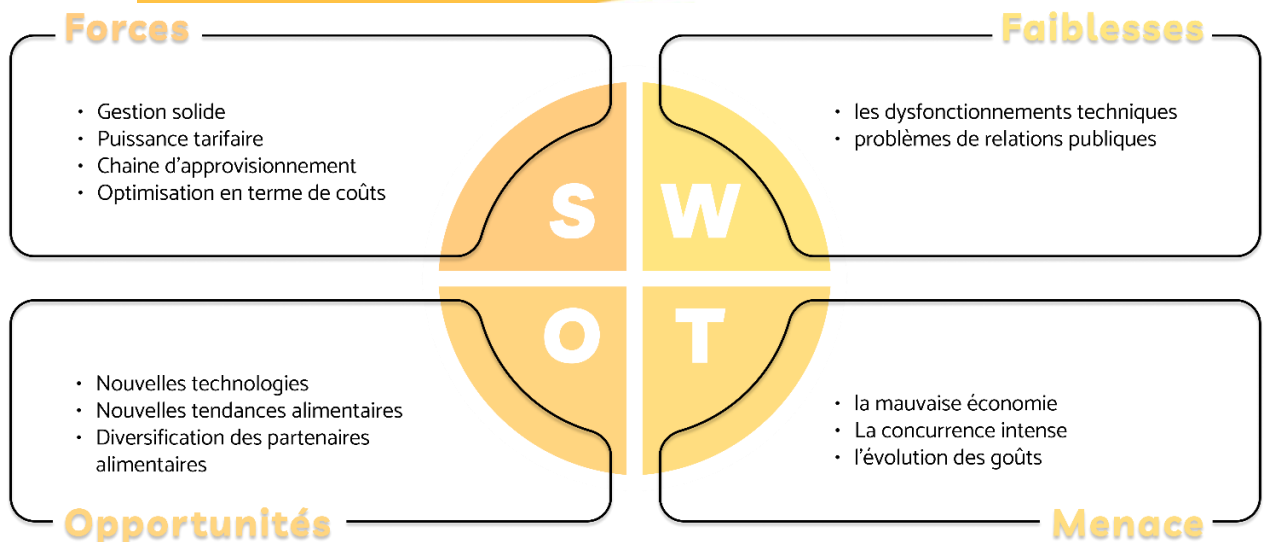 Forces
• Gestion solide
• Puissance tarifaire
• Chaine d'approvisionnement
• Optimisation en terme de coûts
Faiblesses
• les dysfonctionnements techniques
• problèmes de relations publiques
S W
O T
• Nouvelles technologies
• Nouvelles tendances alimentaires
• Diversification des partenaires
alimentaires
Opportunités
• la mauvaise économie
• La concurrence intense
• l'évolution des goûts
Menace